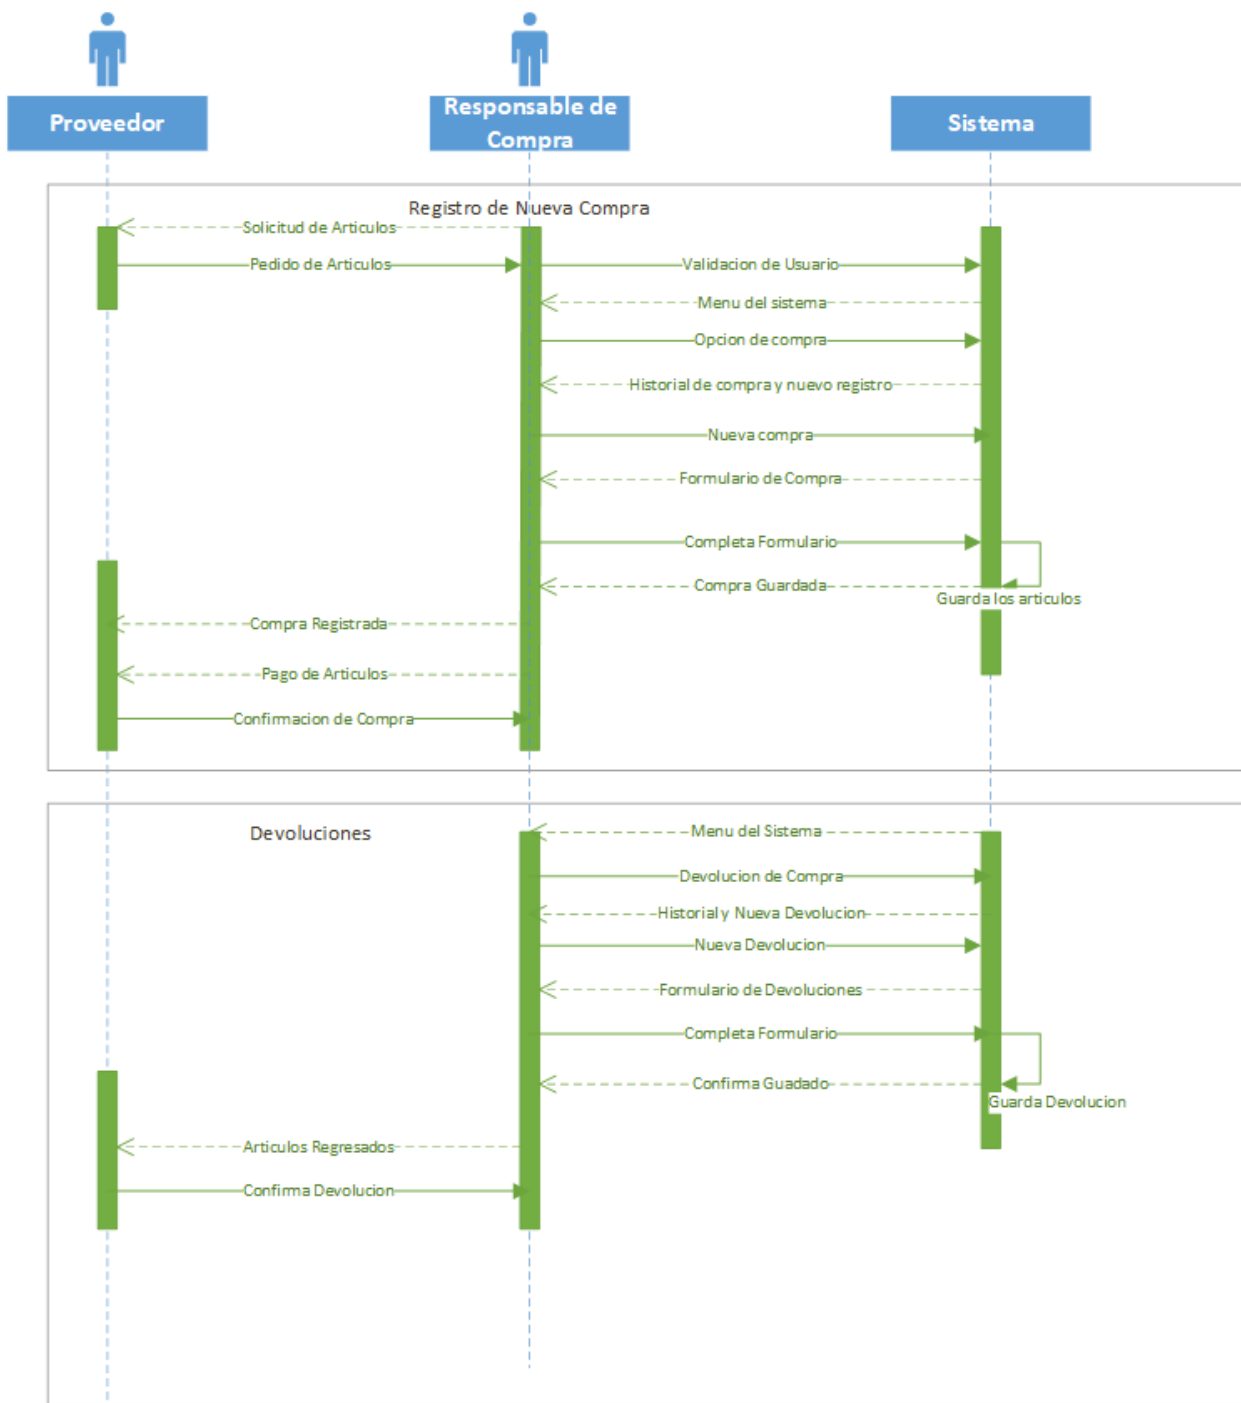 Proveedor
Responsable de
Compra
Sistema
Registro de Nueva Compra
Solicitud de Articulos
Pedido de Articulos
Validacion de Usuario
Menu del sistema
Opcion de compra
Historial de compra y nuevo registro
Nueva compra
Formulario de Compra
Completa Formulario
Compra Guardada
Guarda los articulos
Compra Registrada
Pago de Articulos
Confirmacion de Compra
Devoluciones
Menu del Sistema
Devolucion de Compra
Historial y Nueva Devolucion
Nueva Devolucion
Formulario de Devoluciones
Completa Formulario
Confirma Guadado
Guarda Devolucion
Articulos Regresados
Confirma Devolucion